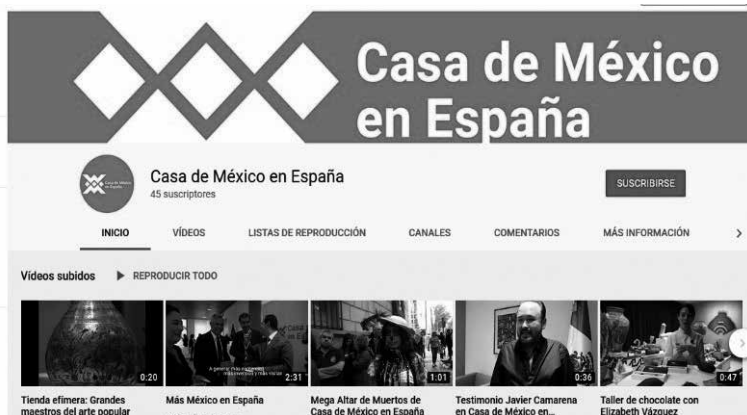 Casa de México
en España
Casa de México en España
45 suscriptores
SUSCRIBIRSE
INICIO VÍDEOS LISTAS DE REPRODUCCIÓN CANALES COMENTARIOS MÁS INFORMACIÓN
Vídeos subidos REPRODUCIR TODO
0:20
2:31
1:01
0:36
0:47
Tienda efímera: Grandes
maestros del arte popular
Más México en España
Mega Altar de Muertos de
Casa de México en España
Testimonio Javier Camarena
en Casa de México en...
Taller de chocolate con
Elizabeth Vázquez